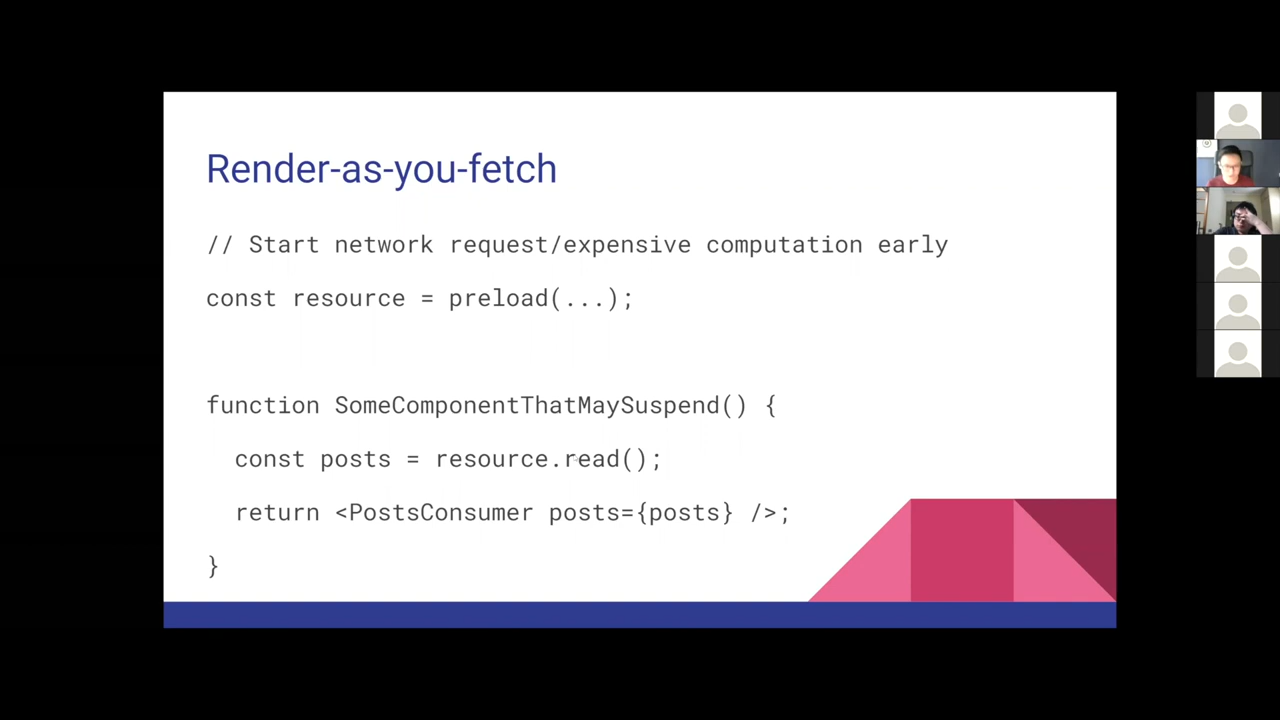 Render-as-you-fetch
// Start network request/expensive computation early
const resource = preload(...);
function SomeComponentThatMaySuspend() {
const posts = resource.read();
return <PostsConsumer posts={posts} />;
}